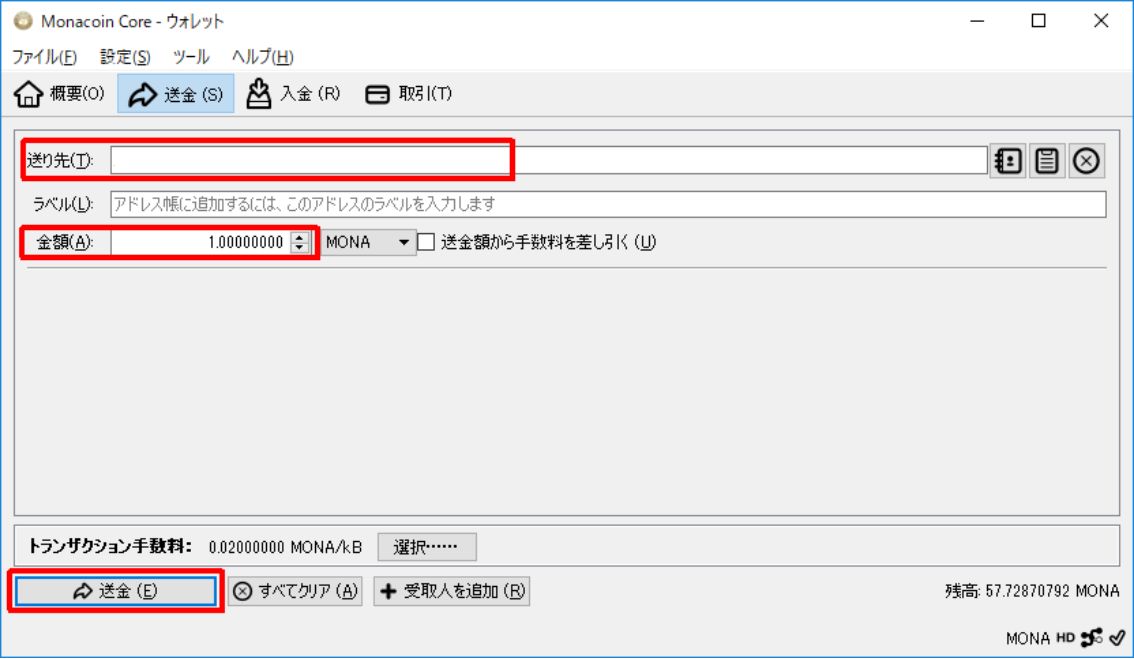 Monacoin Core - ウォレット
ファイル(F) 設定(S) ツール ヘルプ(H)
概要(O) 送金 (S) 入金 (R) 取引(T)
送り先(T):
ラベル(L): アドレス帳に追加するには、このアドレスのラベルを入力します
金額(A): 1.00000000 MONA 送金額から手数料を差し引く (U)
トランザクション手数料: 0.02000000 MONA/kB 選択……
送金 (E) すべてクリア (A) 受取人を追加 (R) 残高: 57.72870792 MONA
MONA HD